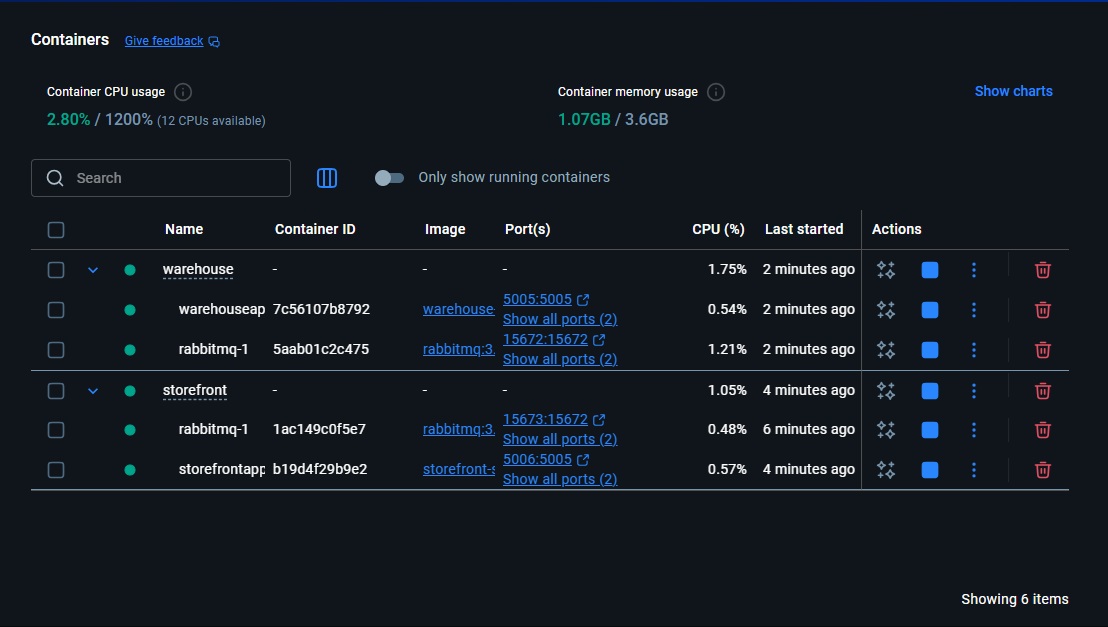 Containers Give feedback
Container CPU usage
2.80% / 1200% (12 CPUs available)
Container memory usage
1.07GB / 3.6GB
Show charts
Search
Only show running containers
Name Container ID Image Port(s) CPU (%) Last started Actions
warehouse - - - 1.75% 2 minutes ago
warehouseap 7c56107b8792 warehouse- 5005:5005 0.54% 2 minutes ago
Show all ports (2)
rabbitmq-1 5aab01c2c475 rabbitmq:3. 15672:15672 1.21% 2 minutes ago
Show all ports (2)
storefront - - - 1.05% 4 minutes ago
rabbitmq-1 1ac149c0f5e7 rabbitmq:3. 15673:15672 0.48% 6 minutes ago
Show all ports (2)
storefrontapp b19d4f29b9e2 storefront-s 5006:5005 0.57% 4 minutes ago
Show all ports (2)
Showing 6 items